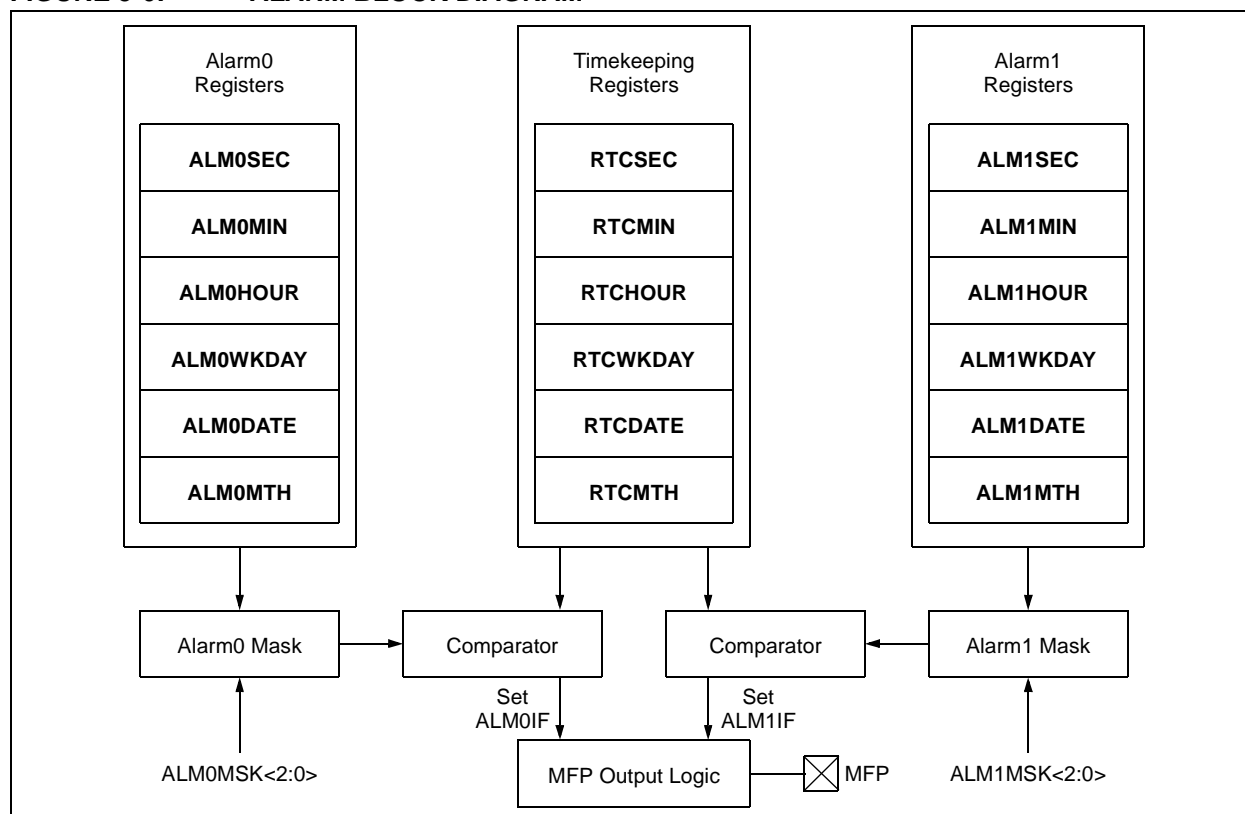 Alarm0
Registers
ALM0SEC
ALM0MIN
ALM0HOUR
ALM0WKDAY
ALM0DATE
ALM0MTH
Timekeeping
Registers
RTCSEC
RTCMIN
RTCHOUR
RTCWKDAY
RTCDATE
RTCMTH
Alarm1
Registers
ALM1SEC
ALM1MIN
ALM1HOUR
ALM1WKDAY
ALM1DATE
ALM1MTH
Alarm0 Mask
Comparator
Comparator
Alarm1 Mask
Set
ALM0IF
Set
ALM1IF
ALM0MSK<2:0>
MFP Output Logic
MFP
ALM1MSK<2:0>